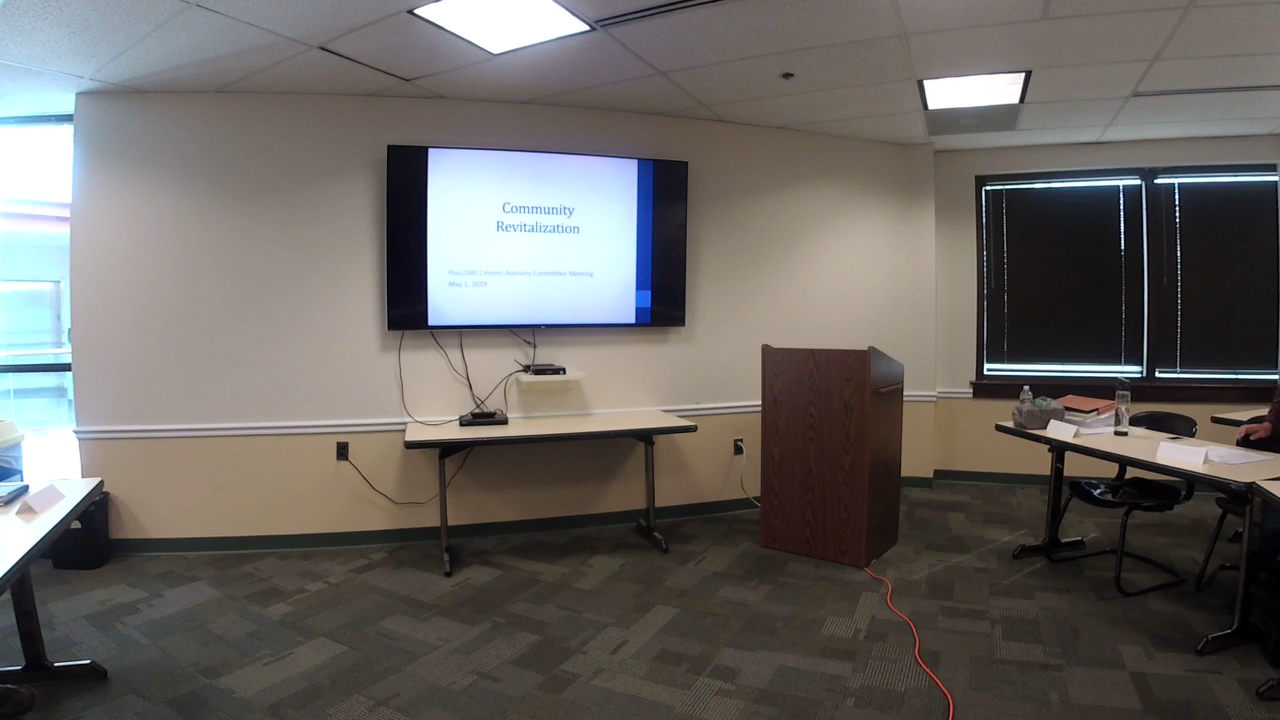 Community
Revitalization
Plan2040 Citizens Advisory Committee Meeting
May 1, 2019